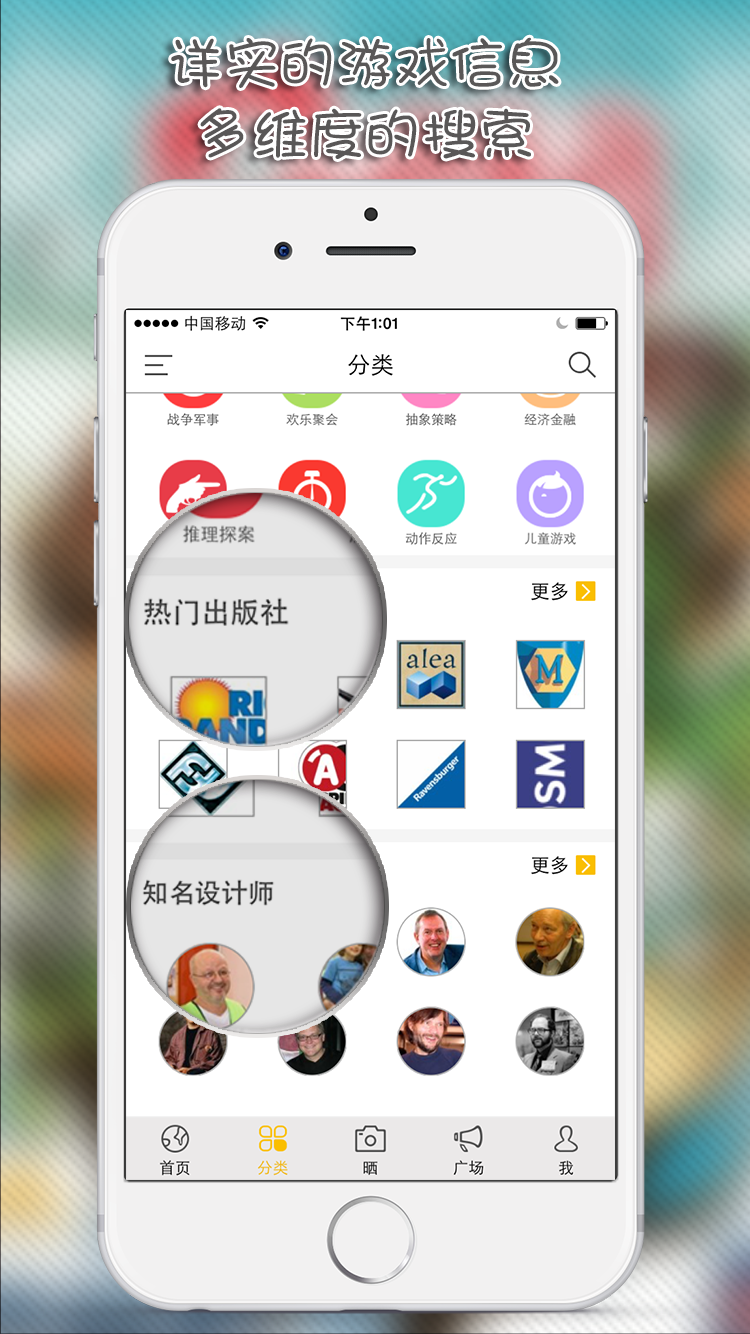 详实的游戏信息
多维度的搜索
中国移动 下午1:01
分类
战争军事 欢乐聚会 抽象策略 经济金融
推理探案 动作反应 儿童游戏
热门出版社 更多
RIO
RANDE
alea
M
A
Ravensburger
OSM
知名设计师 更多
首页 分类 晒 广场 我